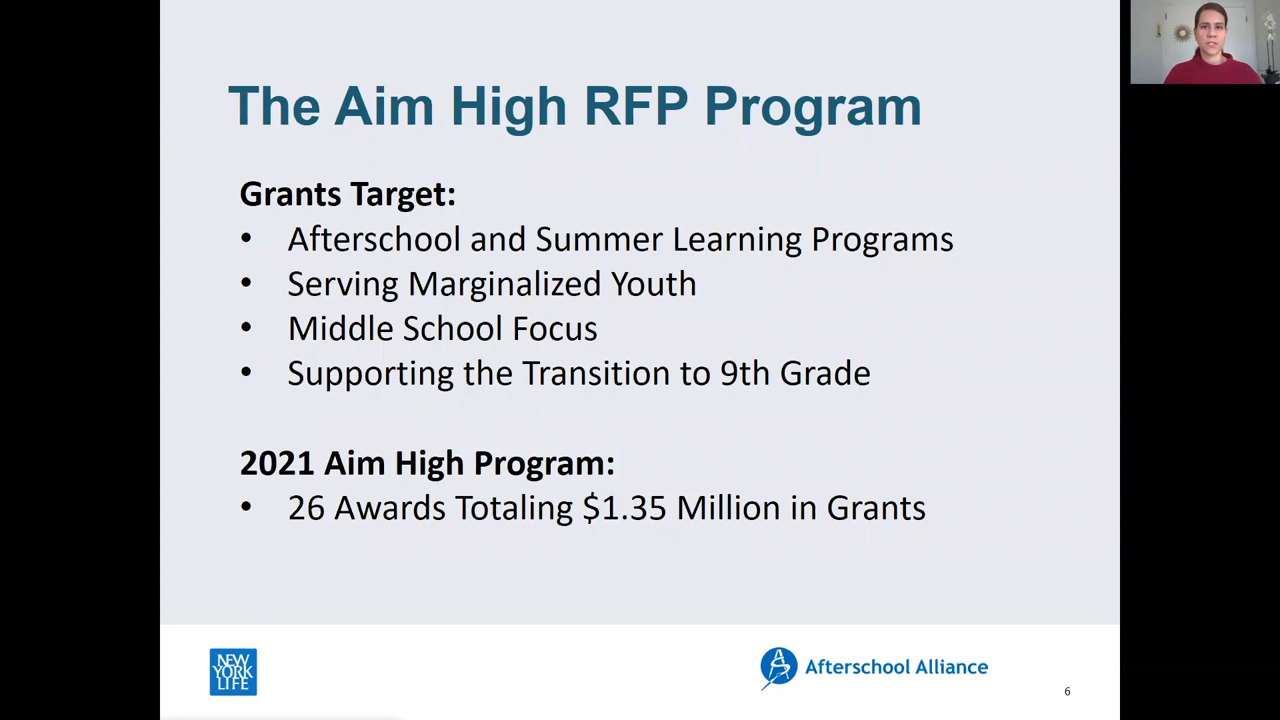 The Aim High RFP Program
Grants Target:
• Afterschool and Summer Learning Programs
• Serving Marginalized Youth
• Middle School Focus
• Supporting the Transition to 9th Grade
2021 Aim High Program:
• 26 Awards Totaling $1.35 Million in Grants
NEW
YORK
LIFE
Afterschool Alliance
6